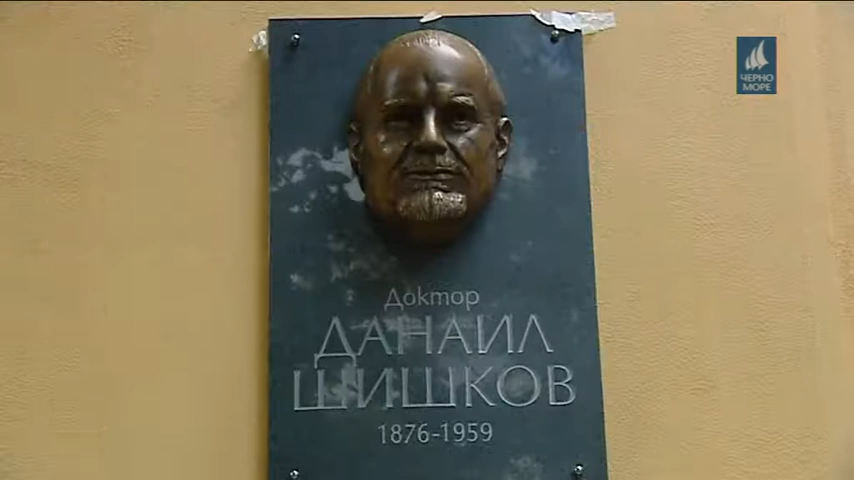 ЧЕРНО
МОРЕ
Доктор
ДАНАИЛ
ШИШКОВ
1876-1959